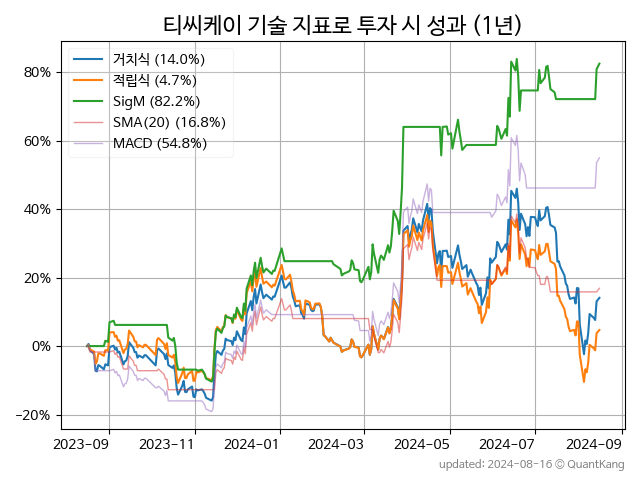 티씨케이 기술 지표로 투자 시 성과 (1년)
거치식 (14.0%)
적립식 (4.7%)
SigM (82.2%)
SMA(20) (16.8%)
MACD (54.8%)
80%
60%
40%
20%
0%
−20%
2023−09 2023−11 2024−01 2024−03 2024−05 2024−07 2024−09
updated: 2024-08-16 © QuantKang